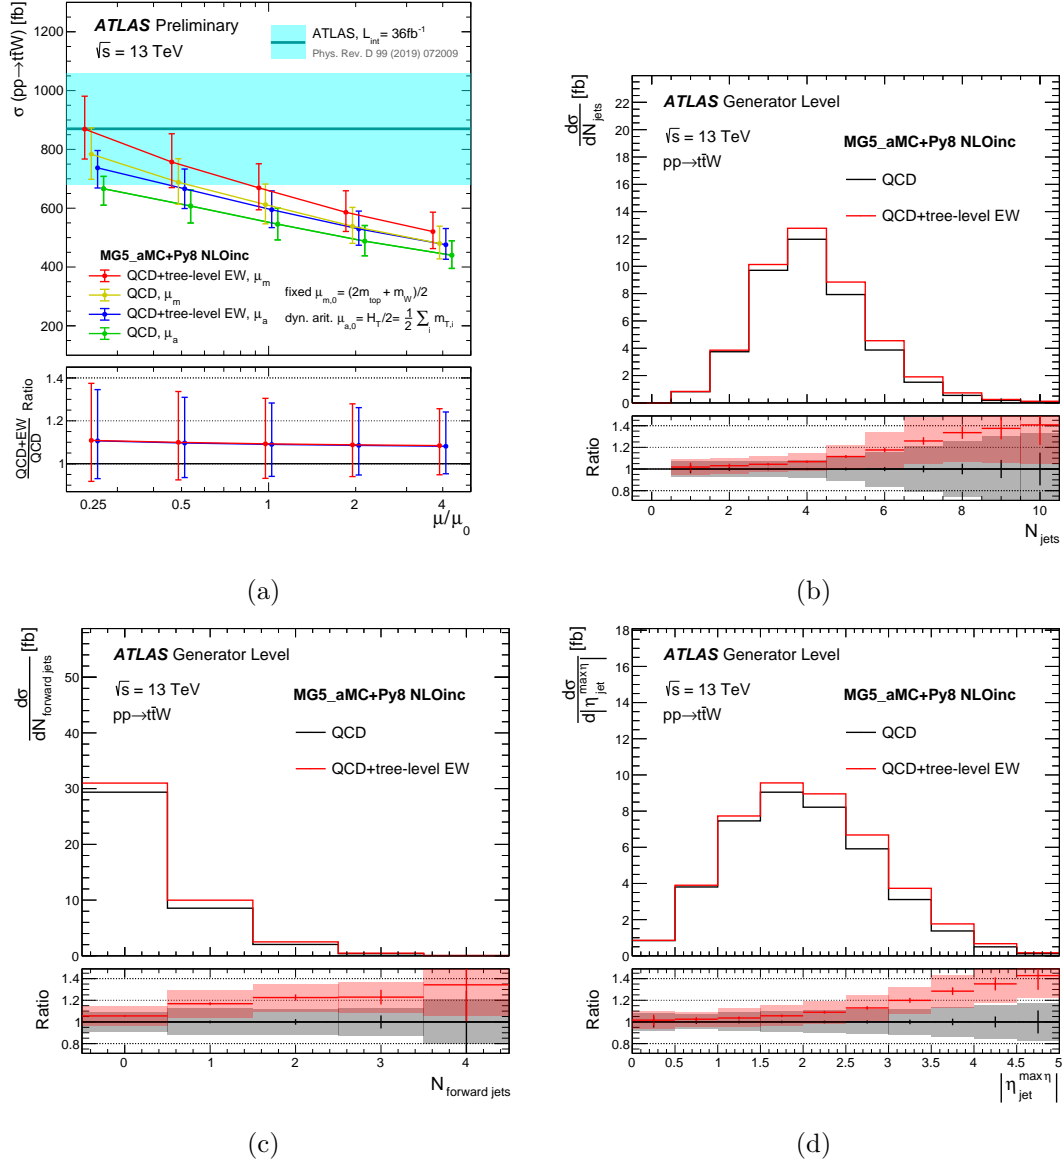 σ (pp→tt̄W) [fb]
ATLAS Preliminary
√s = 13 TeV
ATLAS, L_int = 36fb⁻¹
Phys. Rev. D 99 (2019) 072009
1200
1000
800
600
400
200
MG5_aMC+Py8 NLOinc
QCD+tree-level EW, μ_m
QCD, μ_m
QCD+tree-level EW, μ_a
QCD, μ_a
fixed μ_m,0 = (2m_top + m_W)/2
dyn. arit. μ_a,0 = H_T/2 = 1/2 ∑_i m_T,i
QCD+EW/QCD Ratio
1.4
1.2
1
0.25 0.5 1 2 4
μ/μ_0
(a)
dσ/dN_jets [fb]
ATLAS Generator Level
√s = 13 TeV
pp→tt̄W
MG5_aMC+Py8 NLOinc
QCD
QCD+tree-level EW
22
20
18
16
14
12
10
8
6
4
2
0
Ratio
1.4
1.2
1.0
0.8
0 2 4 6 8 10
N_jets
(b)
dσ/dN_forward jets [fb]
ATLAS Generator Level
√s = 13 TeV
pp→tt̄W
MG5_aMC+Py8 NLOinc
QCD
QCD+tree-level EW
50
40
30
20
10
0
Ratio
1.4
1.2
1.0
0.8
0 1 2 3 4
N_forward jets
(c)
dσ/d|η_jet^max η| [fb]
ATLAS Generator Level
√s = 13 TeV
pp→tt̄W
MG5_aMC+Py8 NLOinc
QCD
QCD+tree-level EW
18
16
14
12
10
8
6
4
2
0
Ratio
1.4
1.2
1.0
0.8
0 0.5 1 1.5 2 2.5 3 3.5 4 4.5 5
|η_jet^max η|
(d)